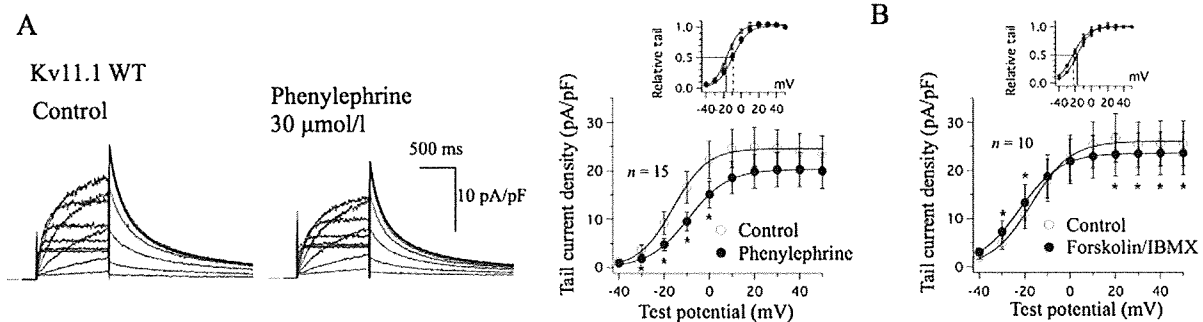 A
Kv11.1 WT
Control
Phenylephrine
30 μmol/l
500 ms
10 pA/pF
Relative tail
1.0
0.5
0.0
mV
-40 -20 0 20 40
Tail current density (pA/pF)
30
20
10
0
n = 15
Control
Phenylephrine
* * * *
-40 -20 0 20 40
Test potential (mV)
B
Relative tail
1.0
0.5
0.0
mV
-40 -20 0 20 40
Tail current density (pA/pF)
30
20
10
0
n = 10
* * * * * *
Control
Forskolin/IBMX
-40 -20 0 20 40
Test potential (mV)